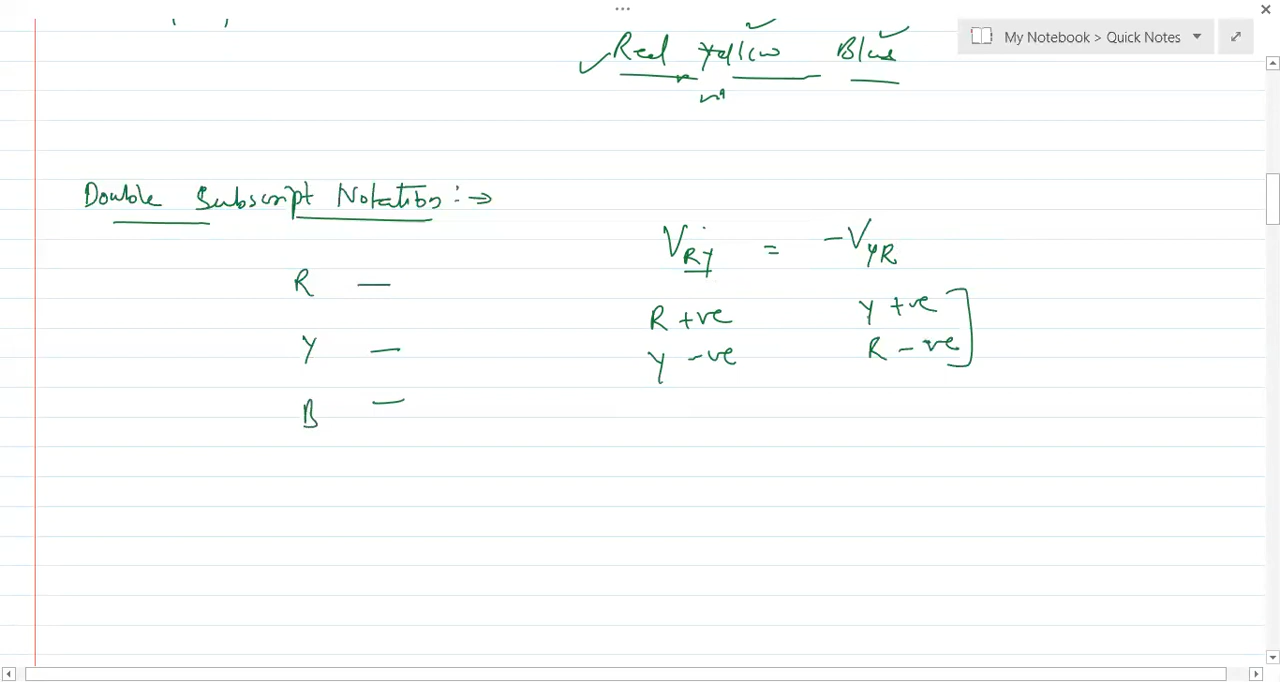 Red Yellow Blue
My Notebook > Quick Notes
Double Subscript Notation :→
V_RY = -V_YR
R —
R +ve Y +ve
Y — Y -ve R -ve
B —